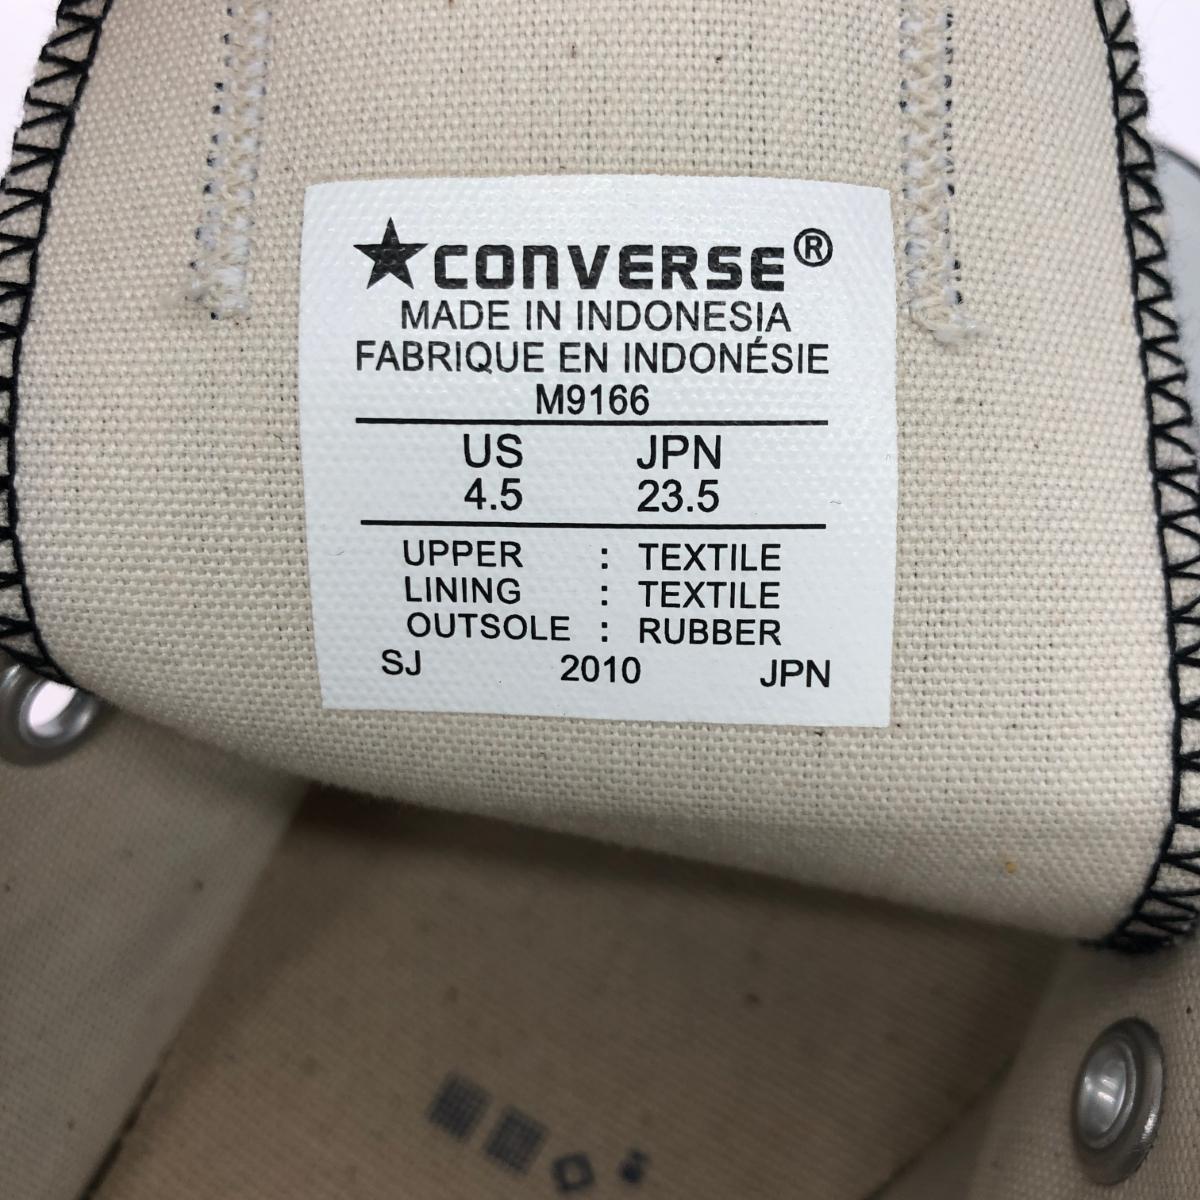 ★CONVERSE®
MADE IN INDONESIA
FABRIQUE EN INDONÉSIE
M9166
US JPN
4.5 23.5
UPPER : TEXTILE
LINING : TEXTILE
OUTSOLE : RUBBER
SJ 2010 JPN